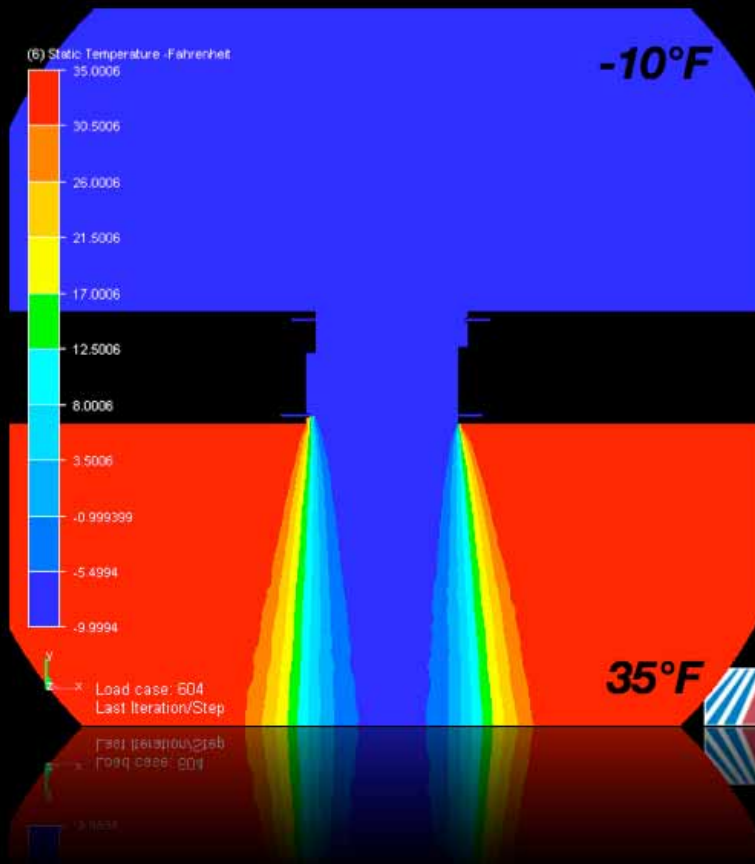 (6) Static Temperature -Fahrenheit
-10°F
35.0006
30.5006
26.0006
21.5006
17.0006
12.5006
8.0006
3.5006
-0.999399
-5.4994
-9.9994
y
z x
Load case: 604
Last Iteration/Step
35°F